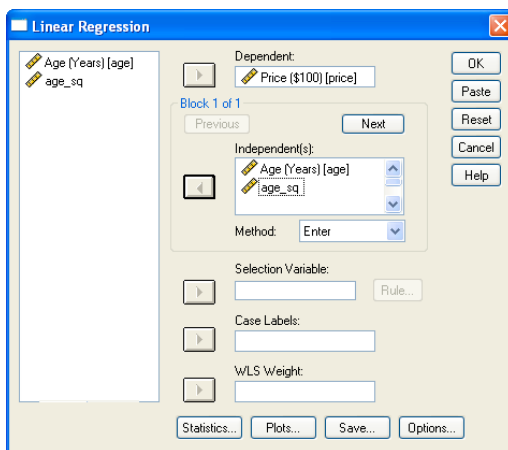 Linear Regression
Age (Years) [age]
age_sq
Dependent:
Price ($100) [price]
Block 1 of 1
Previous
Next
Independent(s):
Age (Years) [age]
age_sq
Method:
Enter
Selection Variable:
Rule...
Case Labels:
WLS Weight:
Statistics...
Plots...
Save...
Options...
OK
Paste
Reset
Cancel
Help